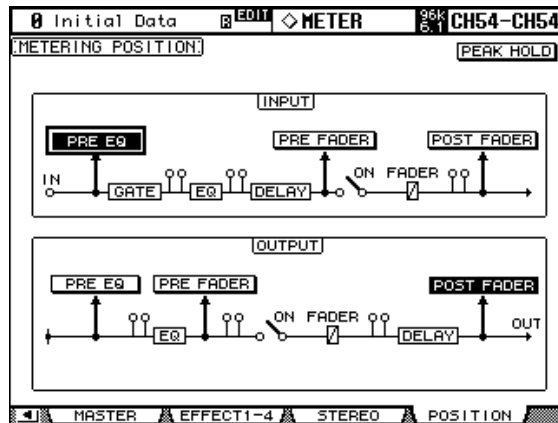 0 Initial Data EDIT METER 96k 6.1 CH54-CH54
METERING POSITION PEAK HOLD
INPUT
PRE EQ PRE FADER POST FADER
IN GATE EQ DELAY ON FADER
OUTPUT
PRE EQ PRE FADER POST FADER
EQ ON FADER DELAY OUT
MASTER EFFECT1-4 STEREO POSITION